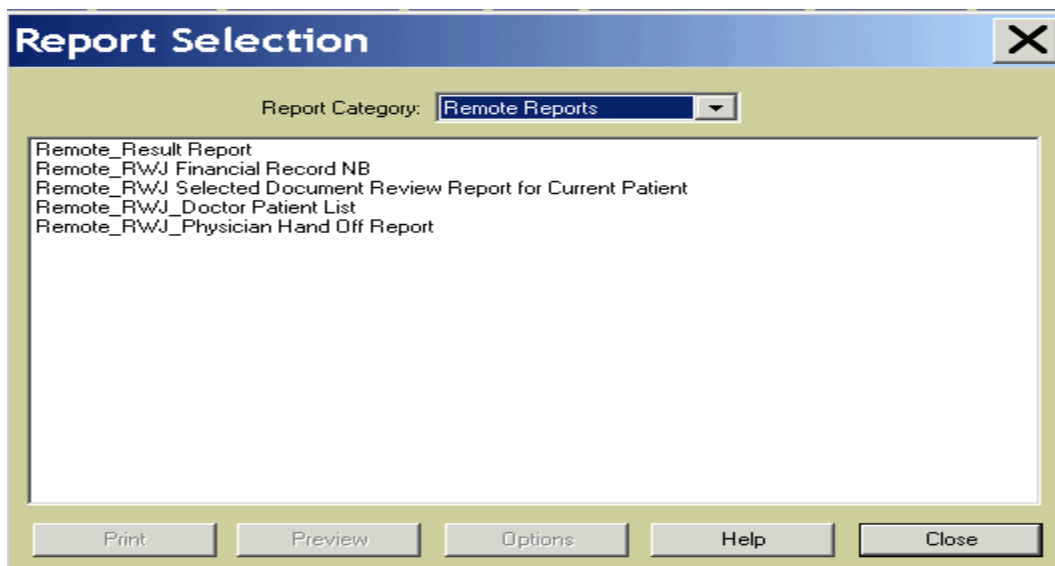 Report Selection
Report Category: Remote Reports
Remote_Result Report
Remote_RWJ Financial Record NB
Remote_RWJ Selected Document Review Report for Current Patient
Remote_RWJ_Doctor Patient List
Remote_RWJ_Physician Hand Off Report
Print Preview Options Help Close